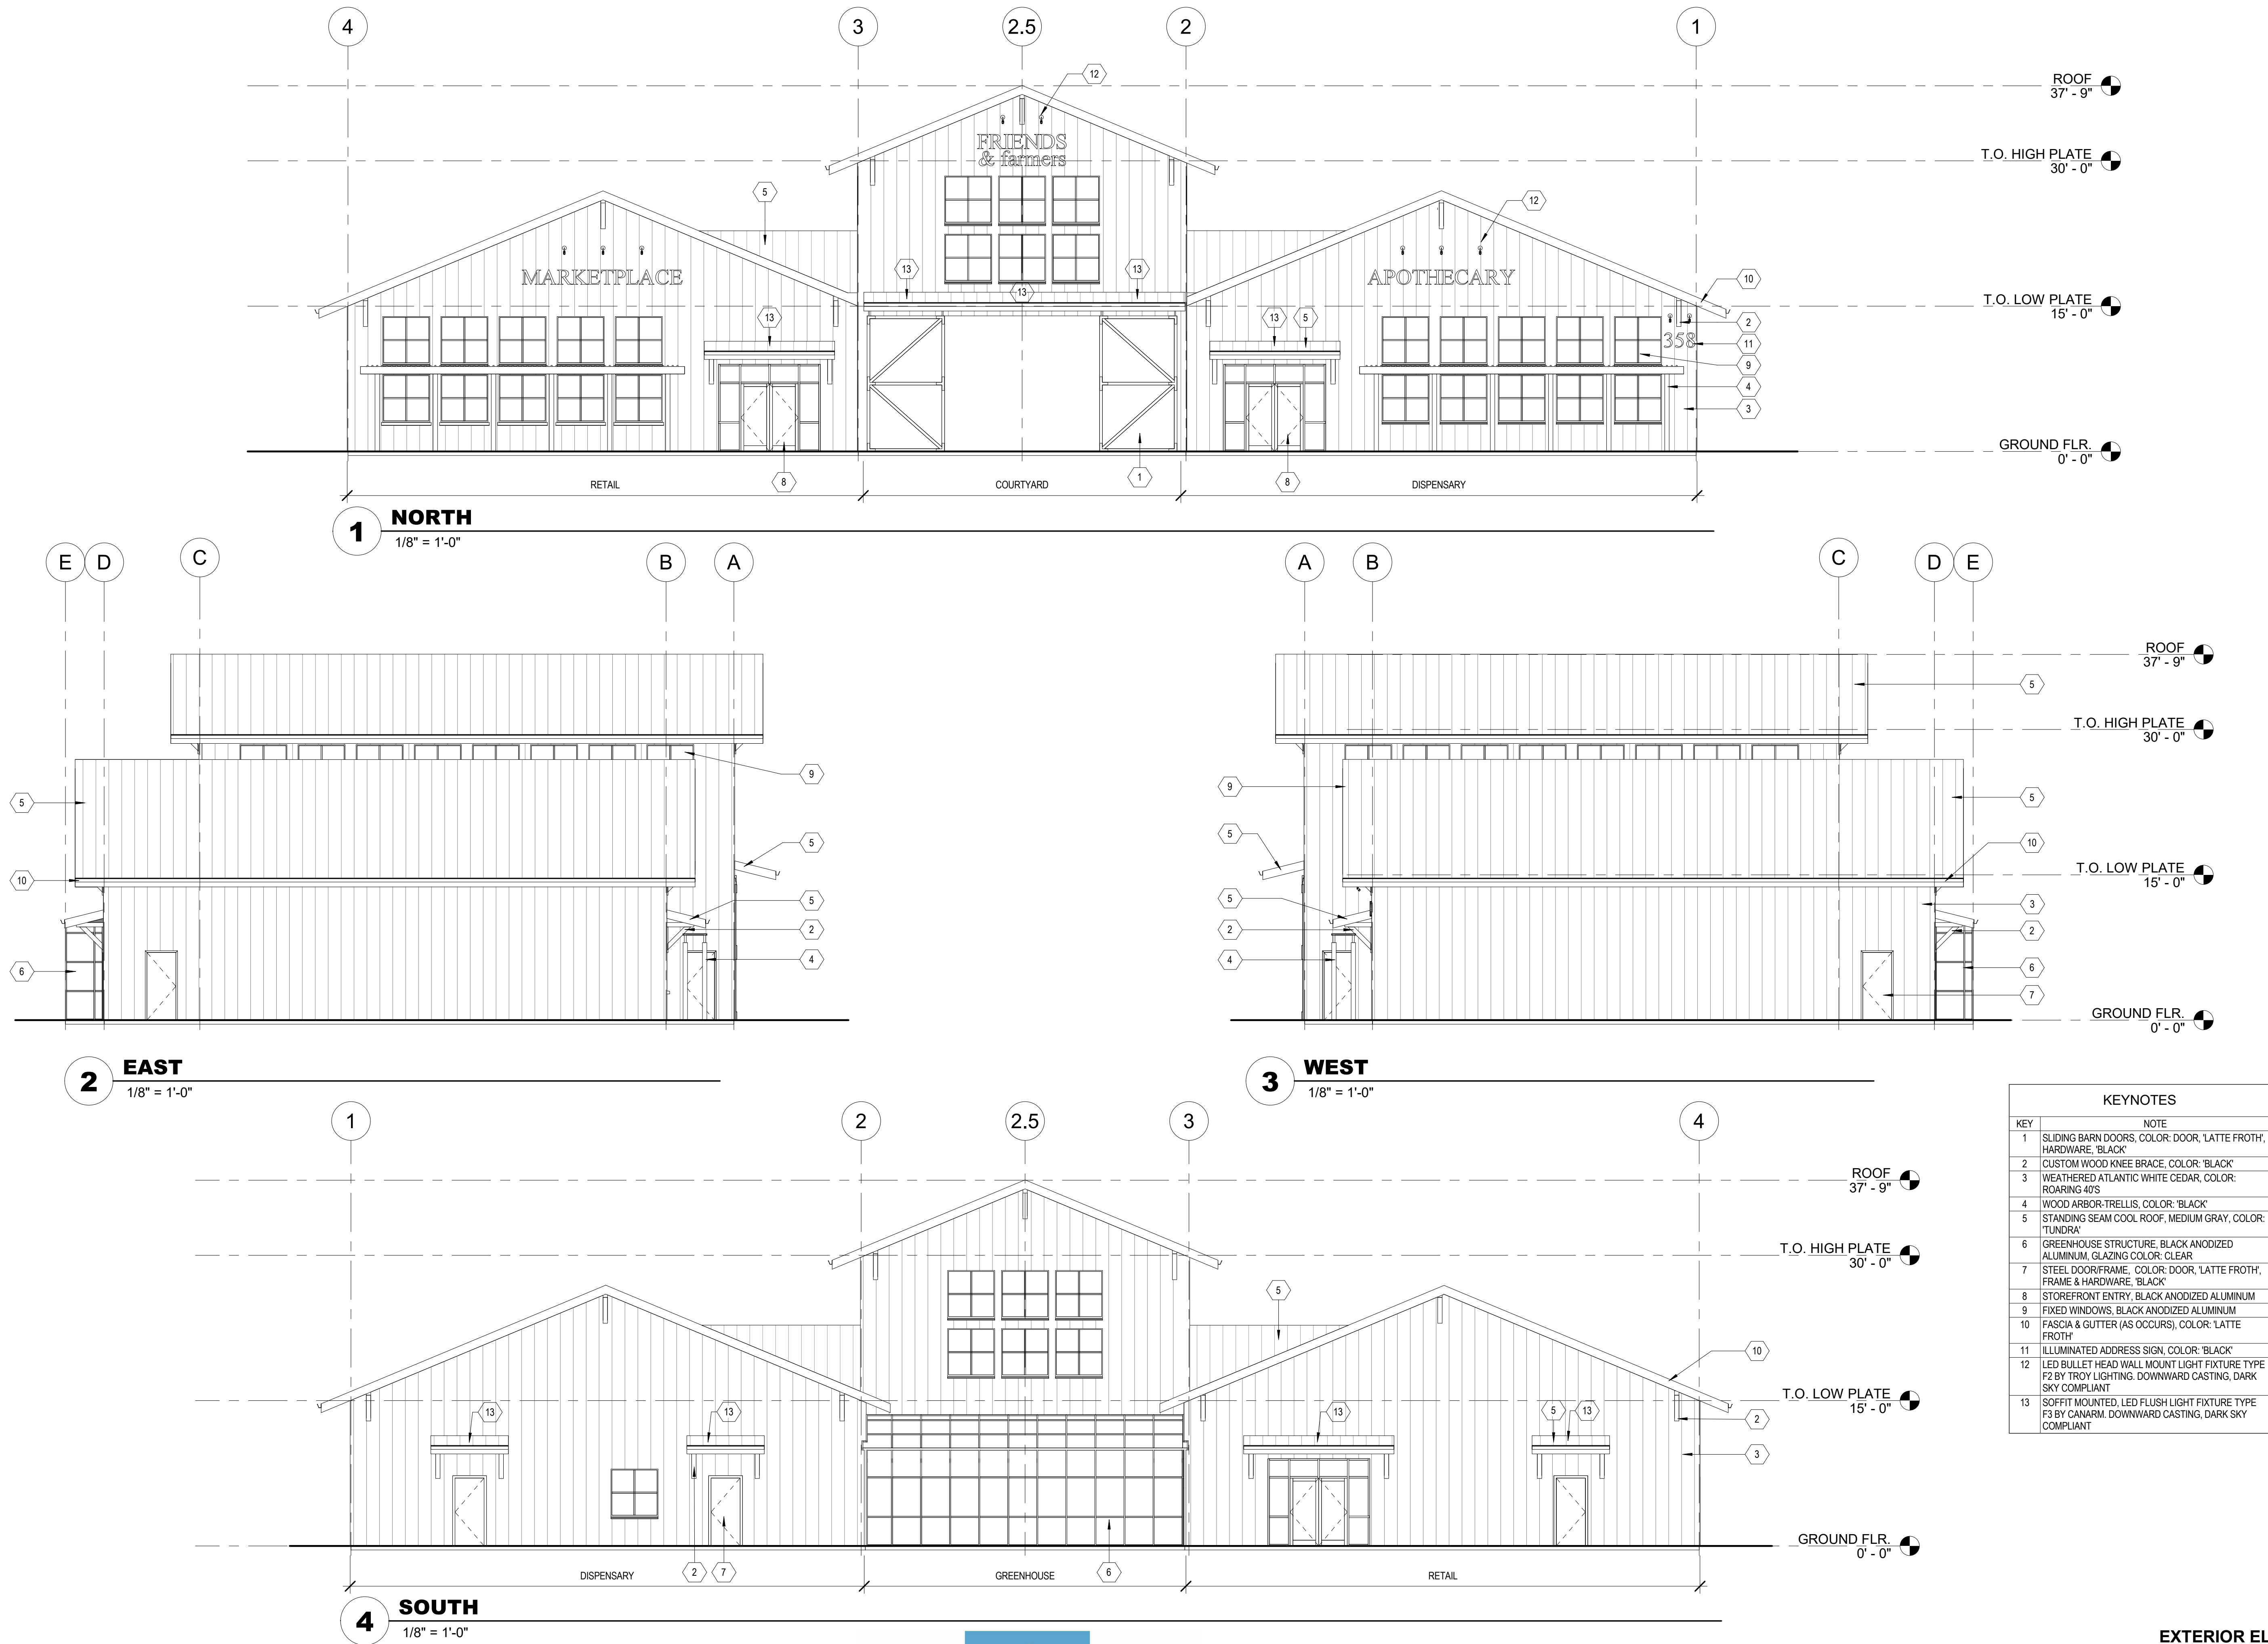 4
3
2.5
2
1
12
ROOF
37' - 9"
T.O. HIGH PLATE
30' - 0"
FRIENDS
& farmers
5
12
MARKETPLACE
13
13
13
APOTHECARY
10
T.O. LOW PLATE
15' - 0"
13
13
5
2
358
11
9
4
3
GROUND FLR.
0' - 0"
RETAIL
8
COURTYARD
1
8
DISPENSARY
1
NORTH
1/8" = 1'-0"
E
D
C
B
A
9
5
5
10
5
2
4
6
2
EAST
1/8" = 1'-0"
A
B
C
D
E
ROOF
37' - 9"
5
T.O. HIGH PLATE
30' - 0"
9
5
5
10
T.O. LOW PLATE
15' - 0"
5
3
2
2
4
6
7
GROUND FLR.
0' - 0"
3
WEST
1/8" = 1'-0"
1
2
2.5
3
4
ROOF
37' - 9"
T.O. HIGH PLATE
30' - 0"
5
10
T.O. LOW PLATE
15' - 0"
13
13
13
5
13
2
3
GROUND FLR.
0' - 0"
DISPENSARY
2
7
GREENHOUSE
6
RETAIL
4
SOUTH
1/8" = 1'-0"
KEYNOTES
KEY NOTE
1 SLIDING BARN DOORS, COLOR: DOOR, 'LATTE FROTH',
HARDWARE, 'BLACK'
2 CUSTOM WOOD KNEE BRACE, COLOR: 'BLACK'
3 WEATHERED ATLANTIC WHITE CEDAR, COLOR:
ROARING 40'S
4 WOOD ARBOR-TRELLIS, COLOR: 'BLACK'
5 STANDING SEAM COOL ROOF, MEDIUM GRAY, COLOR:
'TUNDRA'
6 GREENHOUSE STRUCTURE, BLACK ANODIZED
ALUMINUM, GLAZING COLOR: CLEAR
7 STEEL DOOR/FRAME, COLOR: DOOR, 'LATTE FROTH',
FRAME & HARDWARE, 'BLACK'
8 STOREFRONT ENTRY, BLACK ANODIZED ALUMINUM
9 FIXED WINDOWS, BLACK ANODIZED ALUMINUM
10 FASCIA & GUTTER (AS OCCURS), COLOR: 'LATTE
FROTH'
11 ILLUMINATED ADDRESS SIGN, COLOR: 'BLACK'
12 LED BULLET HEAD WALL MOUNT LIGHT FIXTURE TYPE
F2 BY TROY LIGHTING. DOWNWARD CASTING, DARK
SKY COMPLIANT
13 SOFFIT MOUNTED, LED FLUSH LIGHT FIXTURE TYPE
F3 BY CANARM. DOWNWARD CASTING, DARK SKY
COMPLIANT
EXTERIOR EL